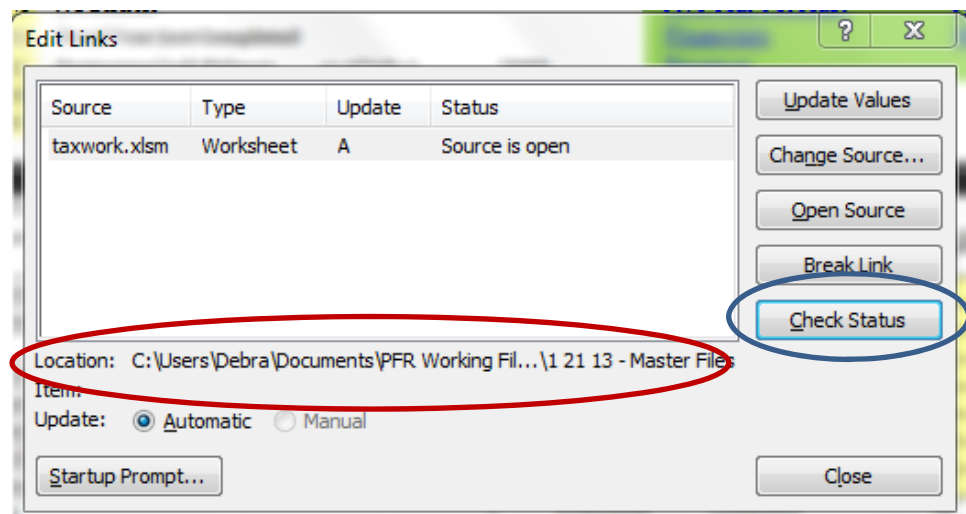 Edit Links
Source Type Update Status
taxwork.xlsm Worksheet A Source is open
Update Values
Change Source...
Open Source
Break Link
Check Status
Location: C:\Users\Debra\Documents\PFR Working Fil...\1 21 13 - Master Files
Item:
Update: Automatic Manual
Startup Prompt...
Close